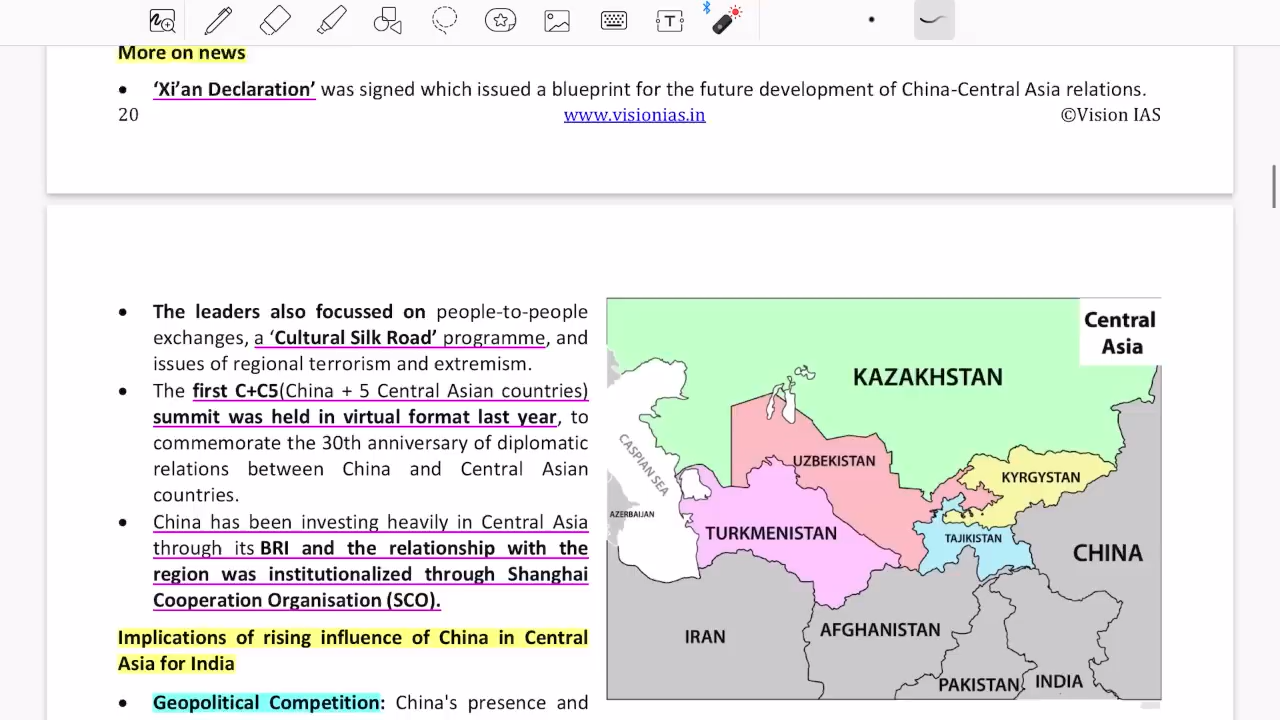 More on news
• ‘Xi’an Declaration’ was signed which issued a blueprint for the future development of China-Central Asia relations.
20 www.visionias.in ©Vision IAS
• The leaders also focussed on people-to-people
exchanges, a ‘Cultural Silk Road’ programme, and
issues of regional terrorism and extremism.
• The first C+C5(China + 5 Central Asian countries)
summit was held in virtual format last year, to
commemorate the 30th anniversary of diplomatic
relations between China and Central Asian
countries.
• China has been investing heavily in Central Asia
through its BRI and the relationship with the
region was institutionalized through Shanghai
Cooperation Organisation (SCO).
Implications of rising influence of China in Central
Asia for India
• Geopolitical Competition: China's presence and
Central
Asia
KAZAKHSTAN
CASPIAN SEA
UZBEKISTAN
KYRGYSTAN
AZERBAIJAN
TURKMENISTAN
TAJIKISTAN
CHINA
IRAN
AFGHANISTAN
PAKISTAN
INDIA
T